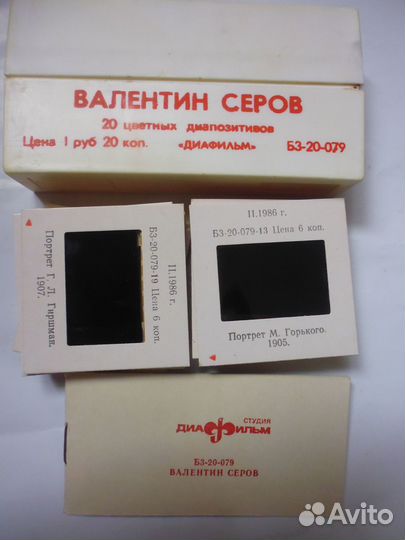 ВАЛЕНТИН СЕРОВ
20 цветных диапозитивов
Цена 1 руб 20 коп. «ДИАФИЛЬМ» БЗ-20-079
II.1986 г.
БЗ-20-079-19 Цена 6 коп.
Портрет Г. Л. Гиршман.
1907.
II.1986 г.
БЗ-20-079-13 Цена 6 коп.
Портрет М. Горького.
1905.
СТУДИЯ
ДИАФИЛЬМ
БЗ-20-079
ВАЛЕНТИН СЕРОВ
Avito